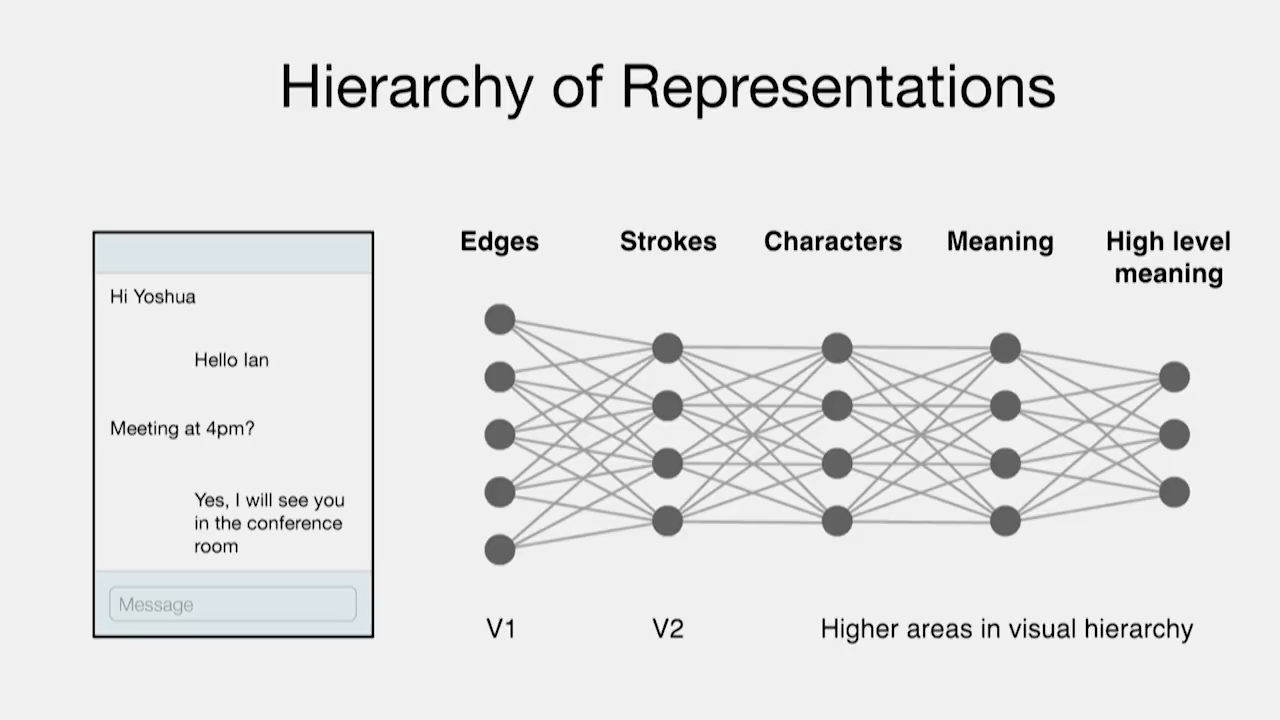 Hierarchy of Representations
Hi Yoshua
Hello Ian
Meeting at 4pm?
Yes, I will see you
in the conference
room
Message
Edges
Strokes
Characters
Meaning
High level
meaning
V1
V2
Higher areas in visual hierarchy